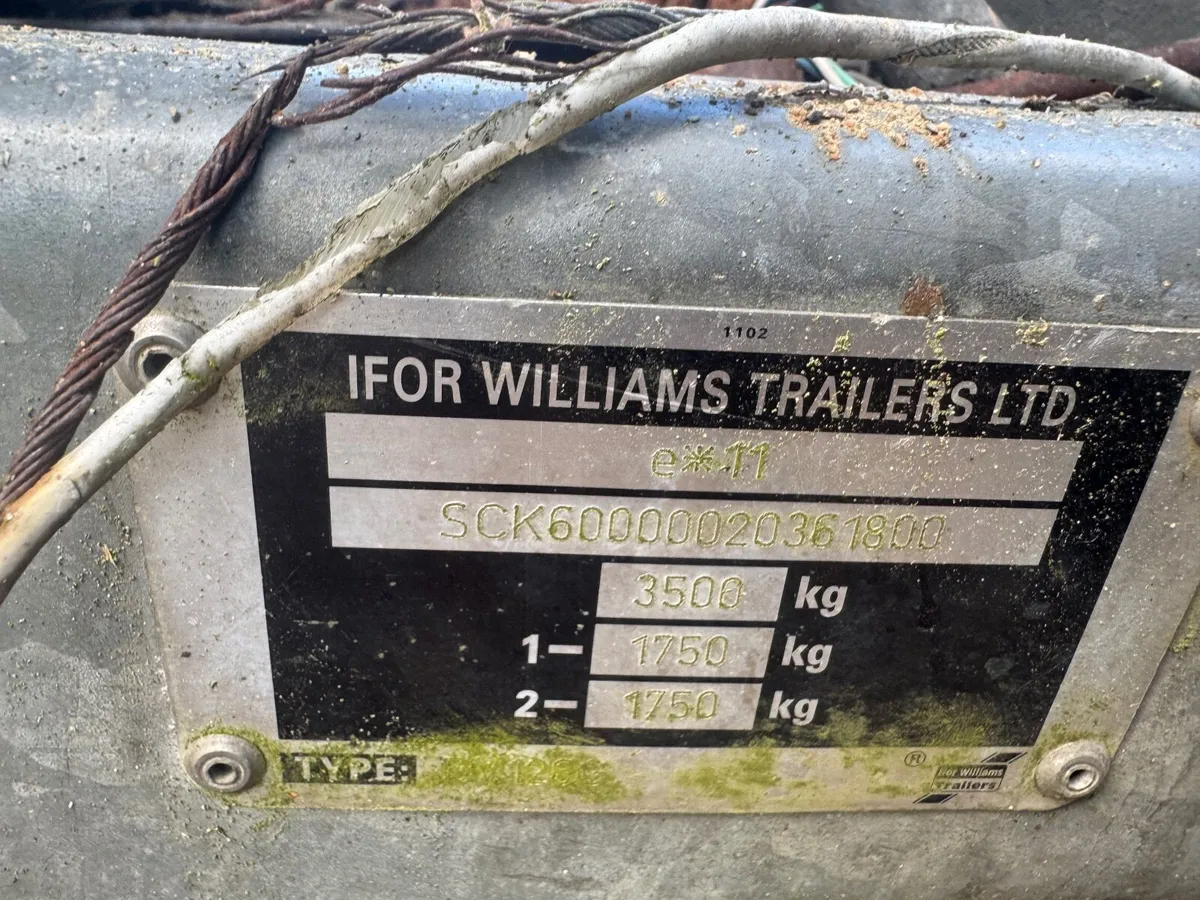 1102
IFOR WILLIAMS TRAILERS LTD
e*11
SCK60000020361800
3500 kg
1- 1750 kg
2- 1750 kg
TYPE:
®
Ifor Williams
Trailers